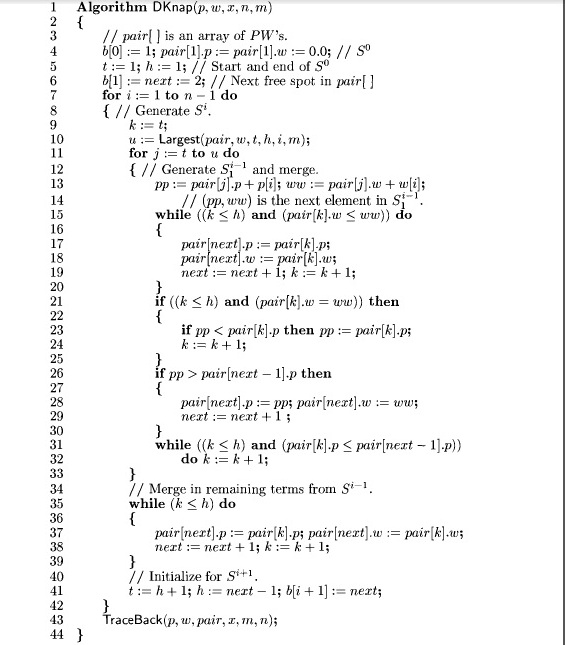 1 Algorithm DKnap(p, w, x, n, m)
2 {
3 // pair[ ] is an array of PW's.
4 b[0] := 1; pair[1].p := pair[1].w := 0.0; // S⁰
5 t := 1; h := 1; // Start and end of S⁰
6 b[1] := next := 2; // Next free spot in pair[ ]
7 for i := 1 to n − 1 do
8 { // Generate Sⁱ.
9 k := t;
10 u := Largest(pair, w, t, h, i, m);
11 for j := t to u do
12 { // Generate S₁ⁱ⁻¹ and merge.
13 pp := pair[j].p + p[i]; ww := pair[j].w + w[i];
14 // (pp, ww) is the next element in S₁ⁱ⁻¹.
15 while ((k ≤ h) and (pair[k].w ≤ ww)) do
16 {
17 pair[next].p := pair[k].p;
18 pair[next].w := pair[k].w;
19 next := next + 1; k := k + 1;
20 }
21 if ((k ≤ h) and (pair[k].w = ww)) then
22 {
23 if pp < pair[k].p then pp := pair[k].p;
24 k := k + 1;
25 }
26 if pp > pair[next − 1].p then
27 {
28 pair[next].p := pp; pair[next].w := ww;
29 next := next + 1 ;
30 }
31 while ((k ≤ h) and (pair[k].p ≤ pair[next − 1].p))
32 do k := k + 1;
33 }
34 // Merge in remaining terms from Sⁱ⁻¹.
35 while (k ≤ h) do
36 {
37 pair[next].p := pair[k].p; pair[next].w := pair[k].w;
38 next := next + 1; k := k + 1;
39 }
40 // Initialize for Sⁱ⁺¹.
41 t := h + 1; h := next − 1; b[i + 1] := next;
42 }
43 TraceBack(p, w, pair, x, m, n);
44 }